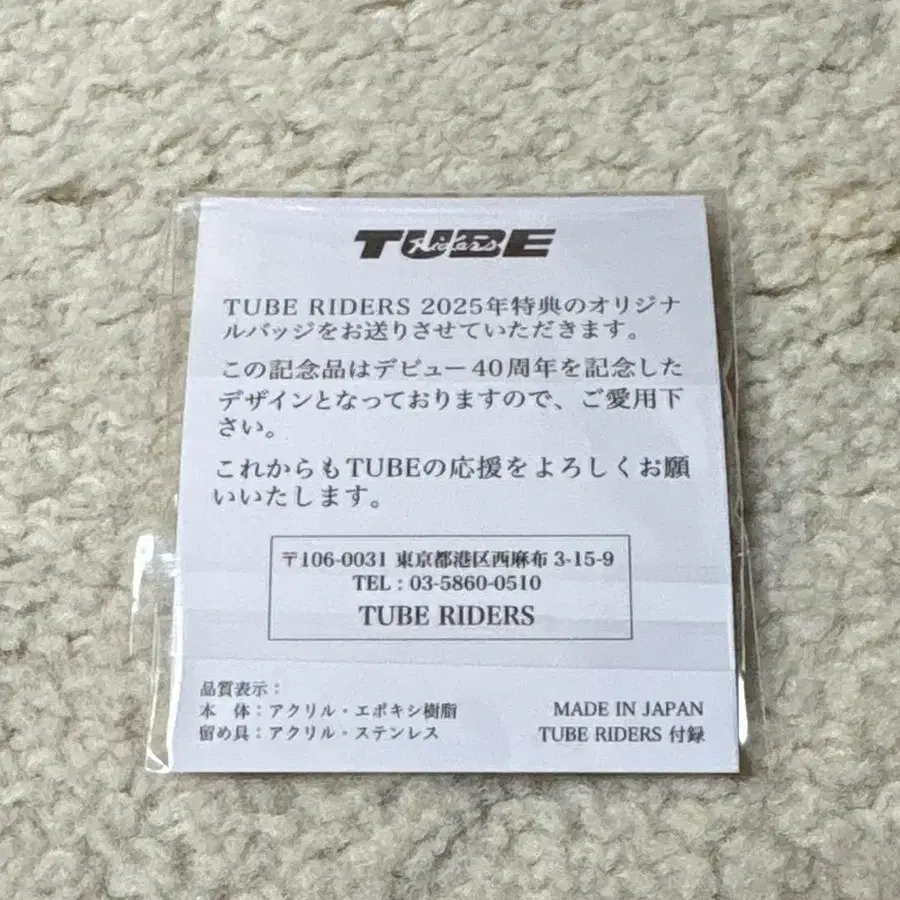 TUBE
Riders
TUBE RIDERS 2025年特典のオリジナ
ルバッジをお送りさせていただきます。
この記念品はデビュー40周年を記念した
デザインとなっておりますので、ご愛用下
さい。
これからもTUBEの応援をよろしくお願
いいたします。
〒106-0031 東京都港区西麻布 3-15-9
TEL : 03-5860-0510
TUBE RIDERS
品質表示：
本　体：アクリル・エポキシ樹脂
留め具：アクリル・ステンレス
MADE IN JAPAN
TUBE RIDERS 付録